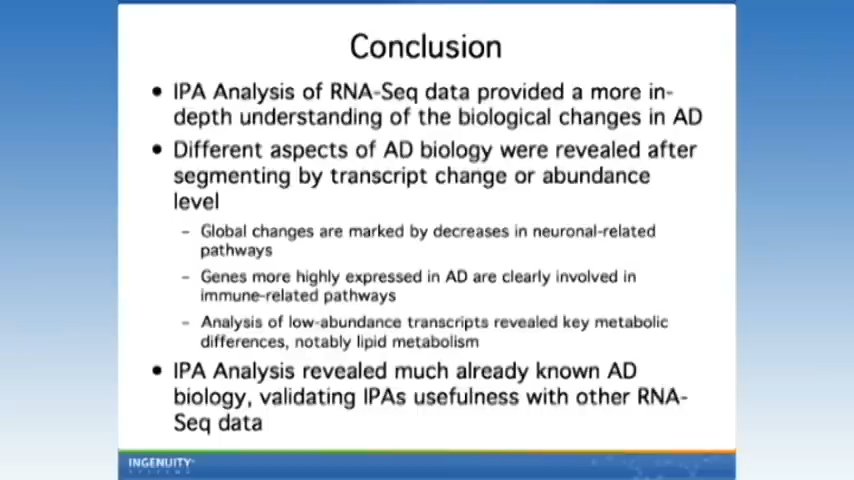 Conclusion
• IPA Analysis of RNA-Seq data provided a more in-
depth understanding of the biological changes in AD
• Different aspects of AD biology were revealed after
segmenting by transcript change or abundance
level
– Global changes are marked by decreases in neuronal-related
pathways
– Genes more highly expressed in AD are clearly involved in
immune-related pathways
– Analysis of low-abundance transcripts revealed key metabolic
differences, notably lipid metabolism
• IPA Analysis revealed much already known AD
biology, validating IPAs usefulness with other RNA-
Seq data
INGENUITY
SYSTEMS